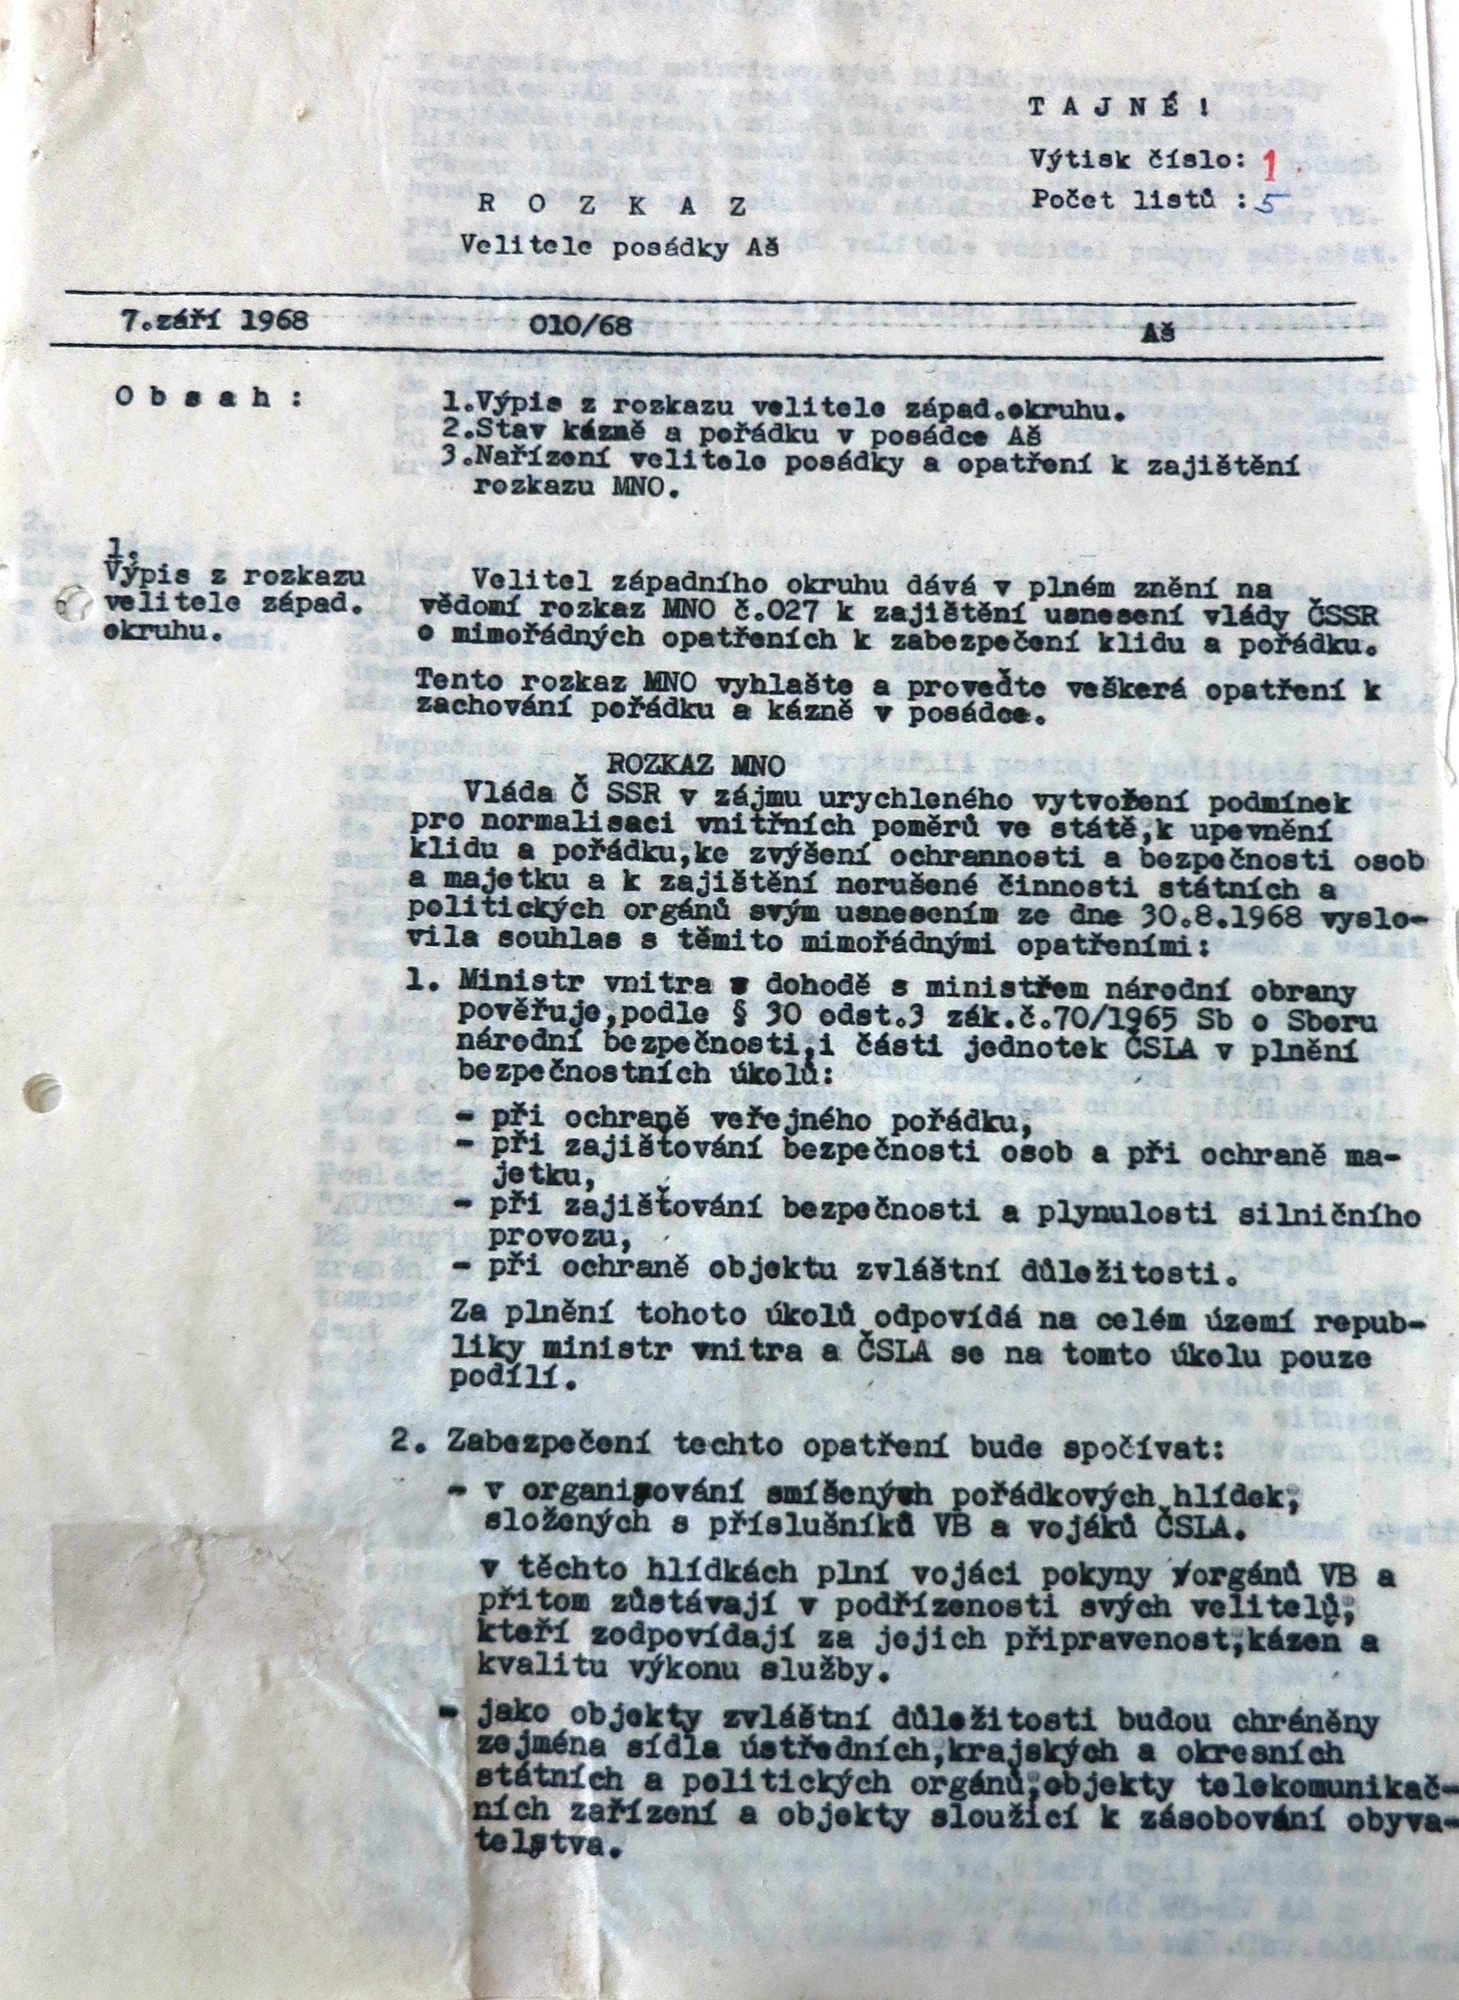 T A J N É !
Výtisk číslo: 1
Počet listů : 5
R O Z K A Z
Velitele posádky Aš
7.září 1968 010/68 Aš
O b s a h :
1.Výpis z rozkazu velitele západ.okruhu.
2.Stav kázně a pořádku v posádce Aš
3.Nařízení velitele posádky a opatření k zajištění
rozkazu MNO.
1.
Výpis z rozkazu
velitele západ.
okruhu.
Velitel západního okruhu dává v plném znění na
vědomí rozkaz MNO č.027 k zajištění usnesení vlády ČSSR
o mimořádných opatřeních k zabezpečení klidu a pořádku.
Tento rozkaz MNO vyhlašte a proveďte veškerá opatření k
zachování pořádku a kázně v posádce.
ROZKAZ MNO
Vláda Č SSR v zájmu urychleného vytvoření podmínek
pro normalisaci vnitřních poměrů ve státě,k upevnění
klidu a pořádku,ke zvýšení ochrannosti a bezpečnosti osob
a majetku a k zajištění nerušené činnosti státních a
politických orgánů svým usnesením ze dne 30.8.1968 vyslo-
vila souhlas s těmito mimořádnými opatřeními:
1. Ministr vnitra v dohodě s ministřem národní obrany
pověřuje,podle § 30 odst.3 zák.č.70/1965 Sb o Sboru
národní bezpečnosti,i části jednotek ČSLA v plnění
bezpečnostních úkolů:
- při ochraně veřejného pořádku,
- při zajišťování bezpečnosti osob a při ochraně ma-
jetku,
- při zajišťování bezpečnosti a plynulosti silničního
provozu,
- při ochraně objektu zvláštní důležitosti.
Za plnění tohoto úkolů odpovídá na celém území repub-
liky ministr vnitra a ČSLA se na tomto úkolu pouze
podílí.
2. Zabezpečení techto opatření bude spočívat:
- v organisování smíšených pořádkových hlídek,
složených s příslušníků VB a vojáků ČSLA.
v těchto hlídkách plní vojáci pokyny orgánů VB a
přitom zůstávají v podřízenosti svých velitelů,
kteří zodpovídají za jejich připravenost,kázeň a
kvalitu výkonu služby.
- jako objekty zvláštní důležitosti budou chráněny
zejména sídla ústředních,krajských a okresních
státních a politických orgánů,objekty telekomunikač-
ních zařízení a objekty sloužící k zásobování obyva-
telstva.